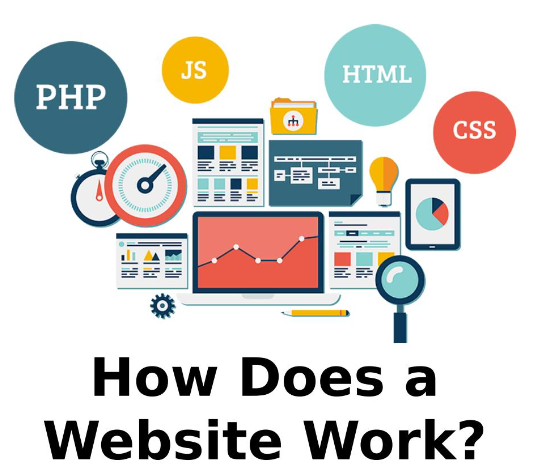 PHP
JS
HTML
CSS
How Does a
Website Work?